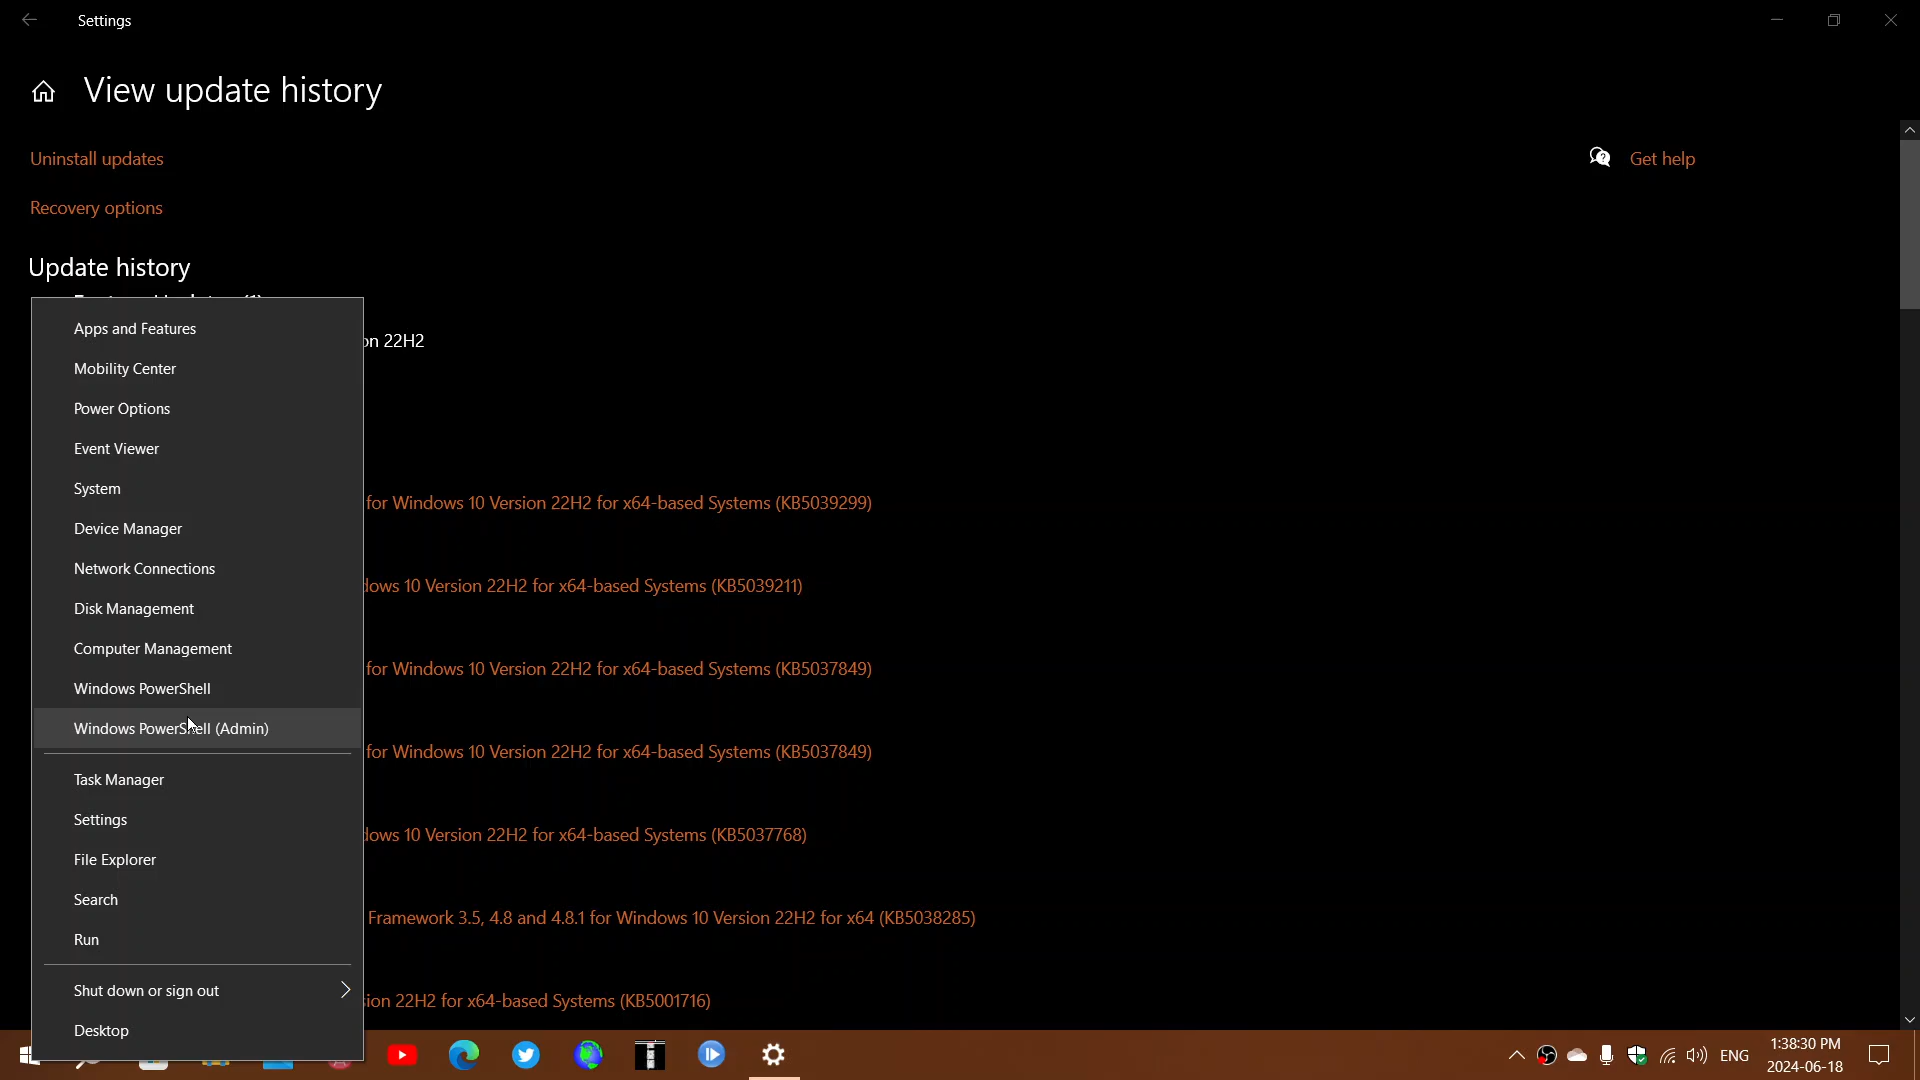 Settings
View update history
Uninstall updates
Get help
Recovery options
Update history
on 22H2
for Windows 10 Version 22H2 for x64-based Systems (KB5039299)
dows 10 Version 22H2 for x64-based Systems (KB5039211)
for Windows 10 Version 22H2 for x64-based Systems (KB5037849)
for Windows 10 Version 22H2 for x64-based Systems (KB5037849)
dows 10 Version 22H2 for x64-based Systems (KB5037768)
Framework 3.5, 4.8 and 4.8.1 for Windows 10 Version 22H2 for x64 (KB5038285)
sion 22H2 for x64-based Systems (KB5001716)
Apps and Features
Mobility Center
Power Options
Event Viewer
System
Device Manager
Network Connections
Disk Management
Computer Management
Windows PowerShell
Windows PowerShell (Admin)
Task Manager
Settings
File Explorer
Search
Run
Shut down or sign out
Desktop
ENG
1:38:30 PM
2024-06-18